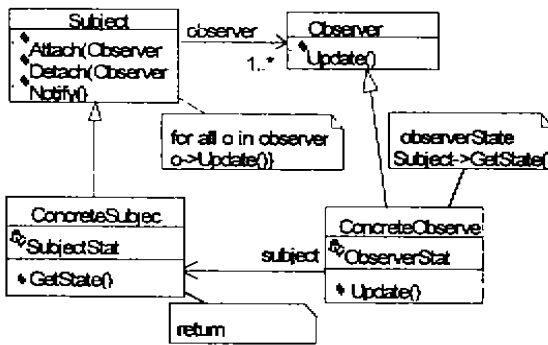 Subject
Attach(Observer
Detach(Observer
Notify()
observer
1..*
Observer
Update()
for all o in observer
o->Update()}
observerState
Subject->GetState(
ConcreteSubjec
SubjectStat
GetState()
subject
ConcreteObserve
ObserverStat
Update()
return